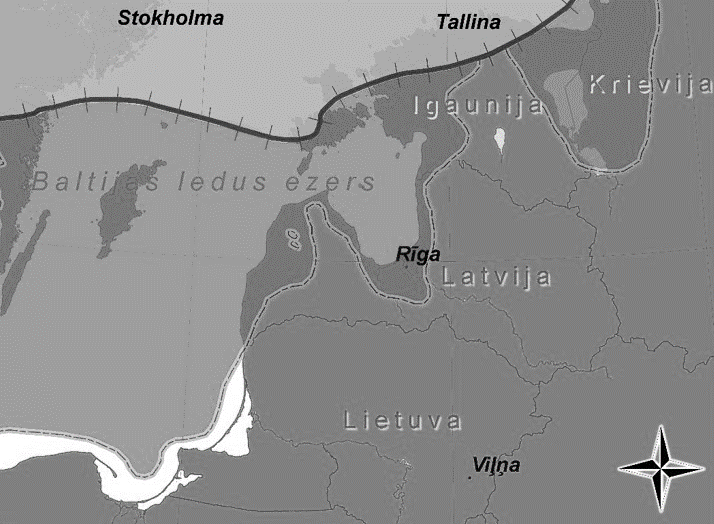 Stokholma
Tallina
Krievija
Igaunija
Baltijas ledus ezers
Rīga
Latvija
Lietuva
Viļņa